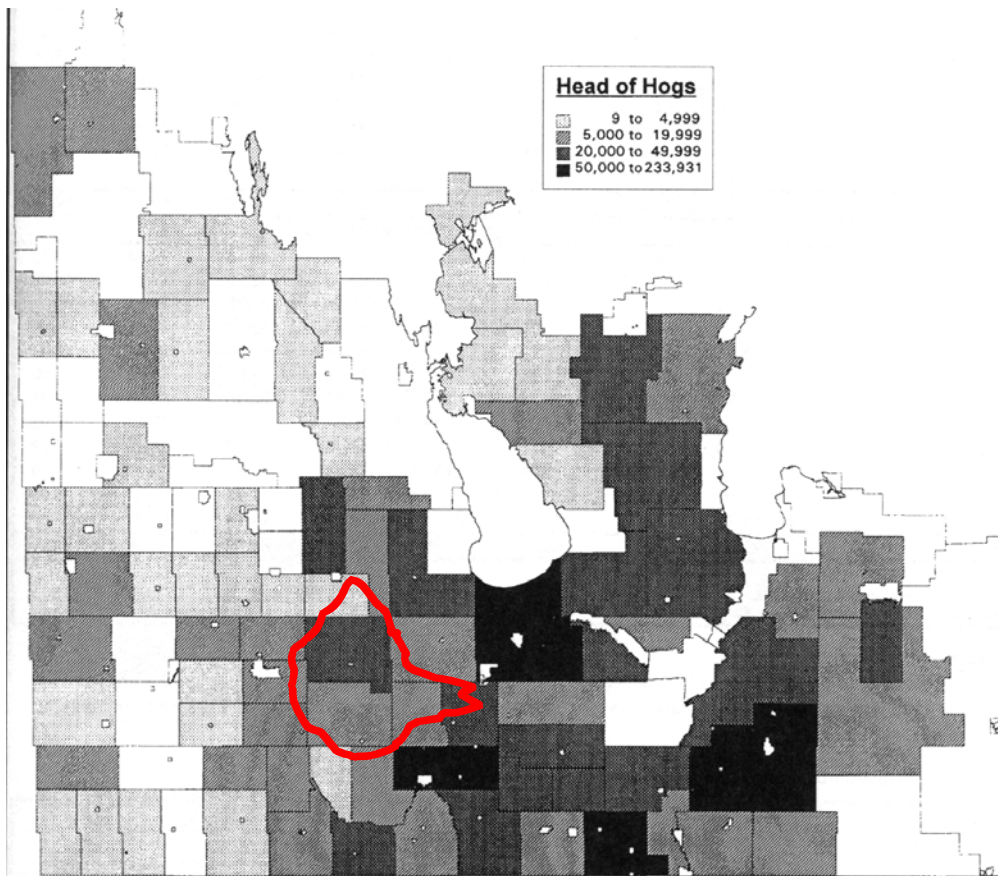 Head of Hogs
9 to 4,999
5,000 to 19,999
20,000 to 49,999
50,000 to 233,931